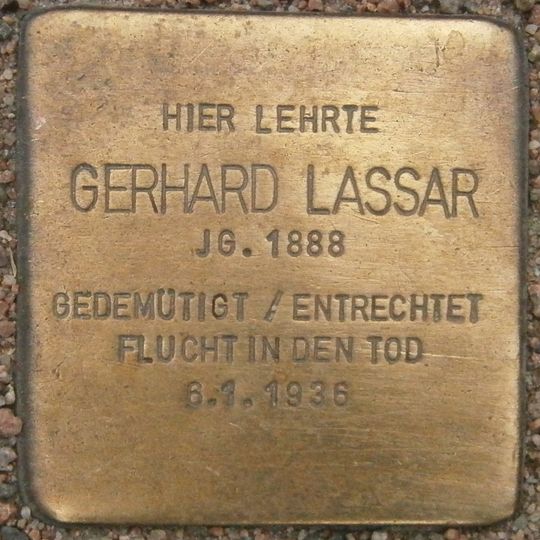 HIER LEHRTE
GERHARD LASSAR
JG. 1888
GEDEMÜTIGT / ENTRECHTET
FLUCHT IN DEN TOD
6.1.1936